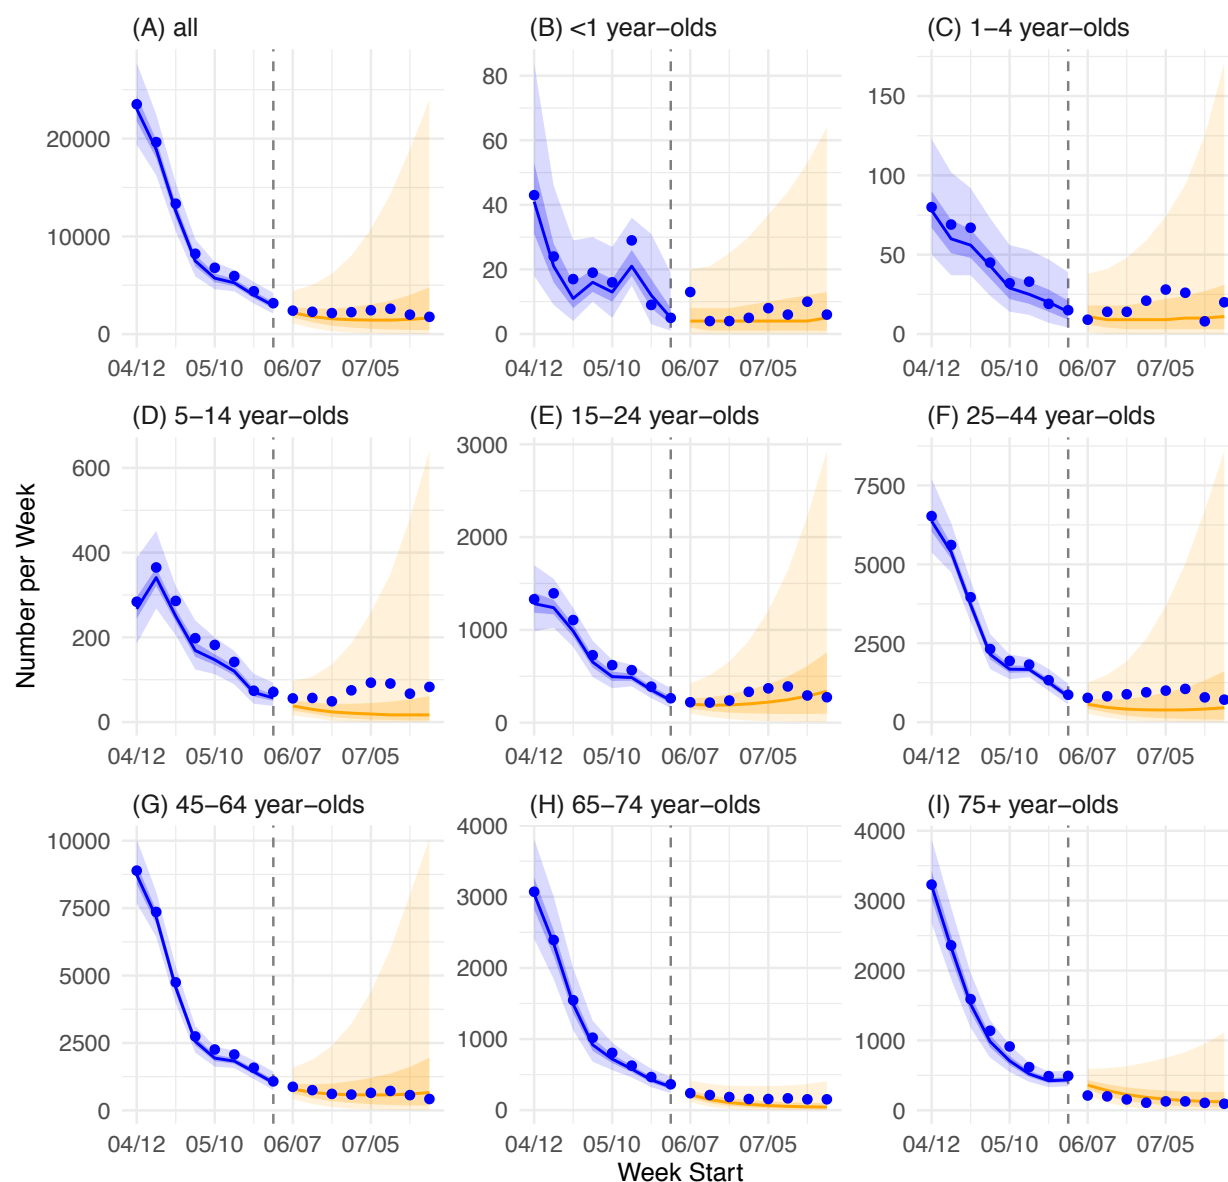 (A) all
(B) <1 year−olds
(C) 1−4 year−olds
20000
10000
0
80
60
40
20
0
150
100
50
0
04/12 05/10 06/07 07/05
04/12 05/10 06/07 07/05
04/12 05/10 06/07 07/05
(D) 5−14 year−olds
(E) 15−24 year−olds
(F) 25−44 year−olds
Number per Week
600
400
200
0
3000
2000
1000
0
7500
5000
2500
0
04/12 05/10 06/07 07/05
04/12 05/10 06/07 07/05
04/12 05/10 06/07 07/05
(G) 45−64 year−olds
(H) 65−74 year−olds
(I) 75+ year−olds
10000
7500
5000
2500
0
4000
3000
2000
1000
0
4000
3000
2000
1000
0
04/12 05/10 06/07 07/05
04/12 05/10 06/07 07/05
04/12 05/10 06/07 07/05
Week Start